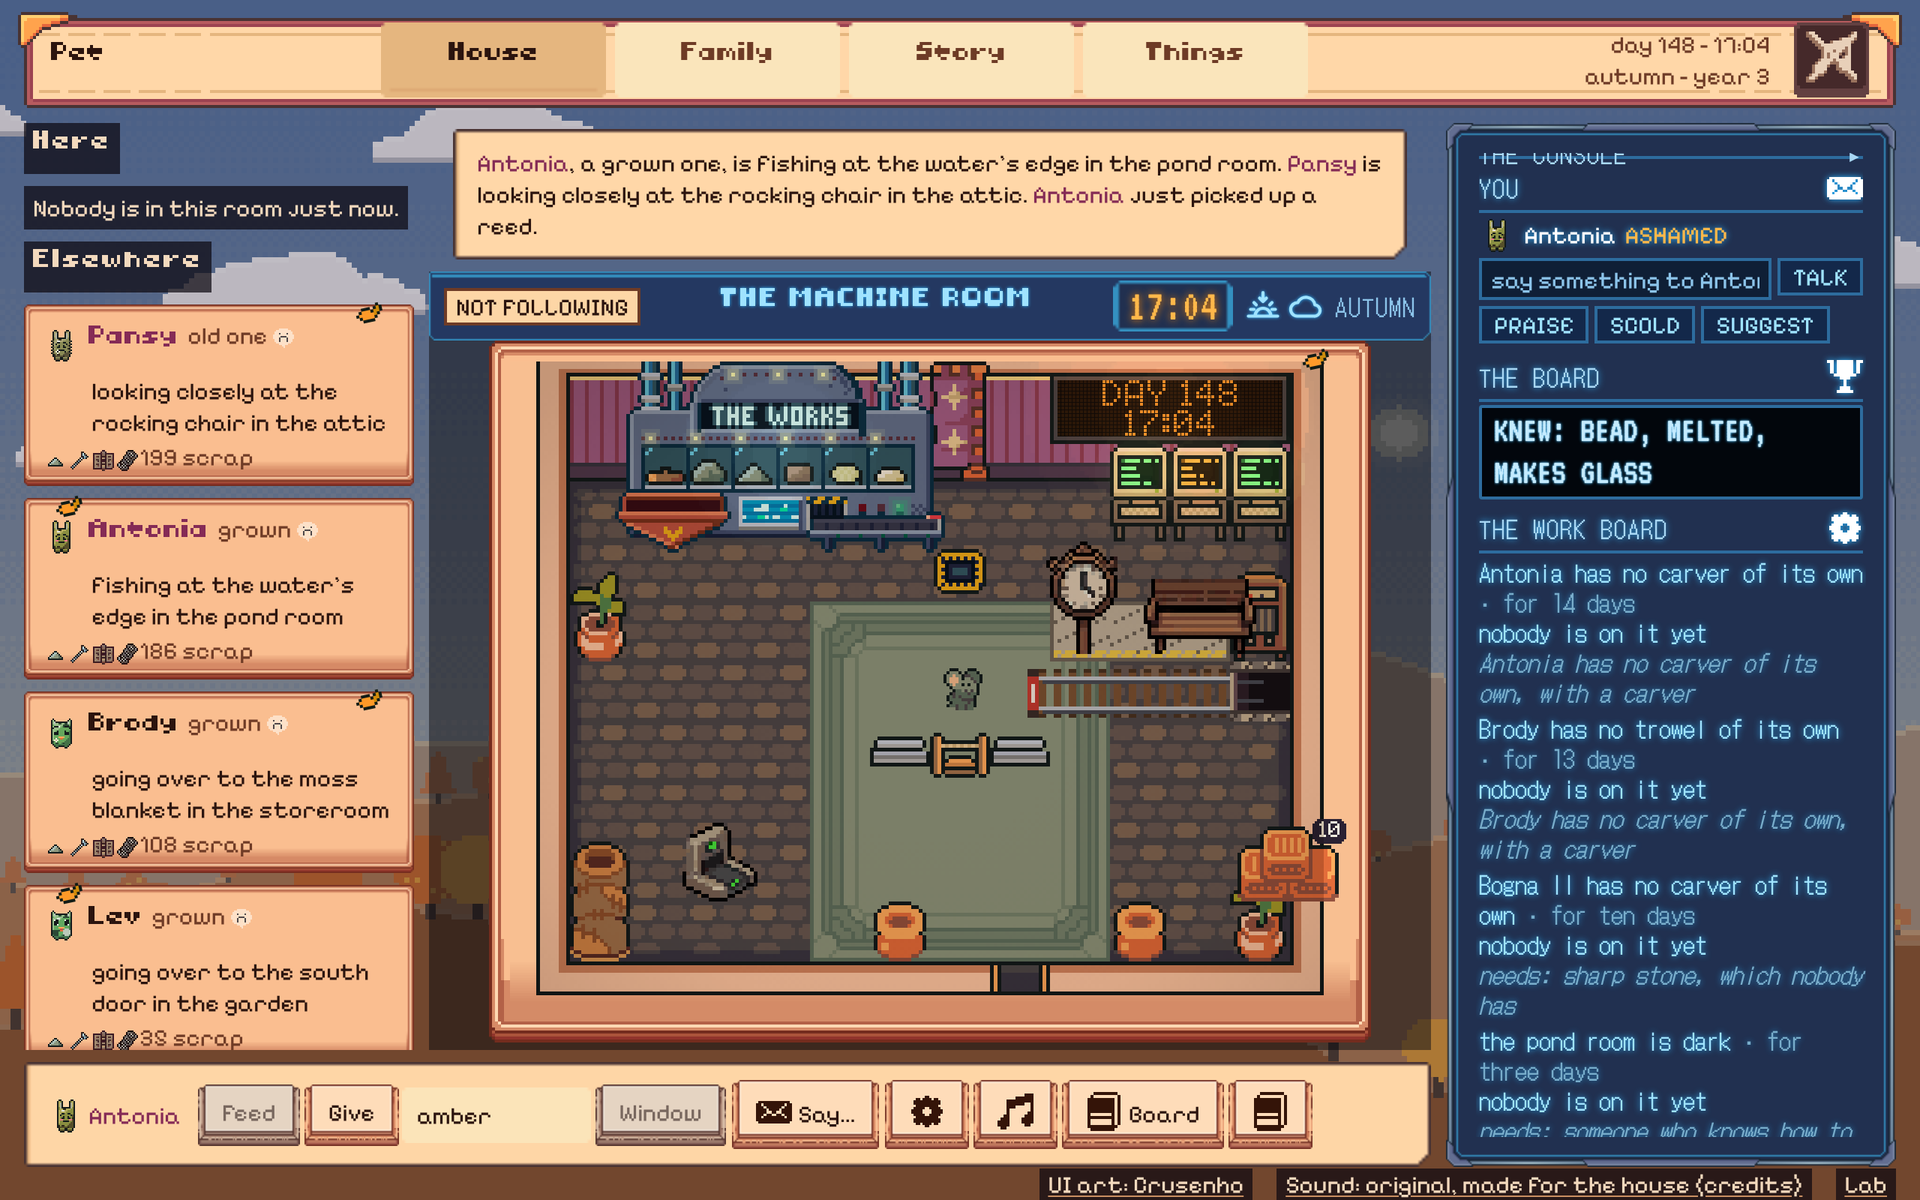 Pet
House
Family
Story
Things
day 148 - 17:04
autumn - year 3
Here
Nobody is in this room just now.
Elsewhere
Pansy old one
looking closely at the
rocking chair in the attic
199 scrap
Antonia grown
fishing at the water's
edge in the pond room
186 scrap
Brody grown
going over to the moss
blanket in the storeroom
108 scrap
Lev grown
going over to the south
door in the garden
38 scrap
Antonia, a grown one, is fishing at the water's edge in the pond room. Pansy is
looking closely at the rocking chair in the attic. Antonia just picked up a
reed.
NOT FOLLOWING
THE MACHINE ROOM
17:04
AUTUMN
THE WORKS
DAY 148
17:04
10
THE CONSOLE
YOU
Antonia ASHAMED
say something to Anto
TALK
PRAISE
SCOLD
SUGGEST
THE BOARD
KNEW: BEAD, MELTED,
MAKES GLASS
THE WORK BOARD
Antonia has no carver of its own
· for 14 days
nobody is on it yet
Antonia has no carver of its
own, with a carver
Brody has no trowel of its own
· for 13 days
nobody is on it yet
Brody has no carver of its own,
with a carver
Bogna II has no carver of its
own · for ten days
nobody is on it yet
needs: sharp stone, which nobody
has
the pond room is dark · for
three days
nobody is on it yet
needs: someone who knows how to
Antonia
Feed
Give
amber
Window
Say...
Board
UI art: Crusenho
Sound: original, made for the house (credits)
Lab